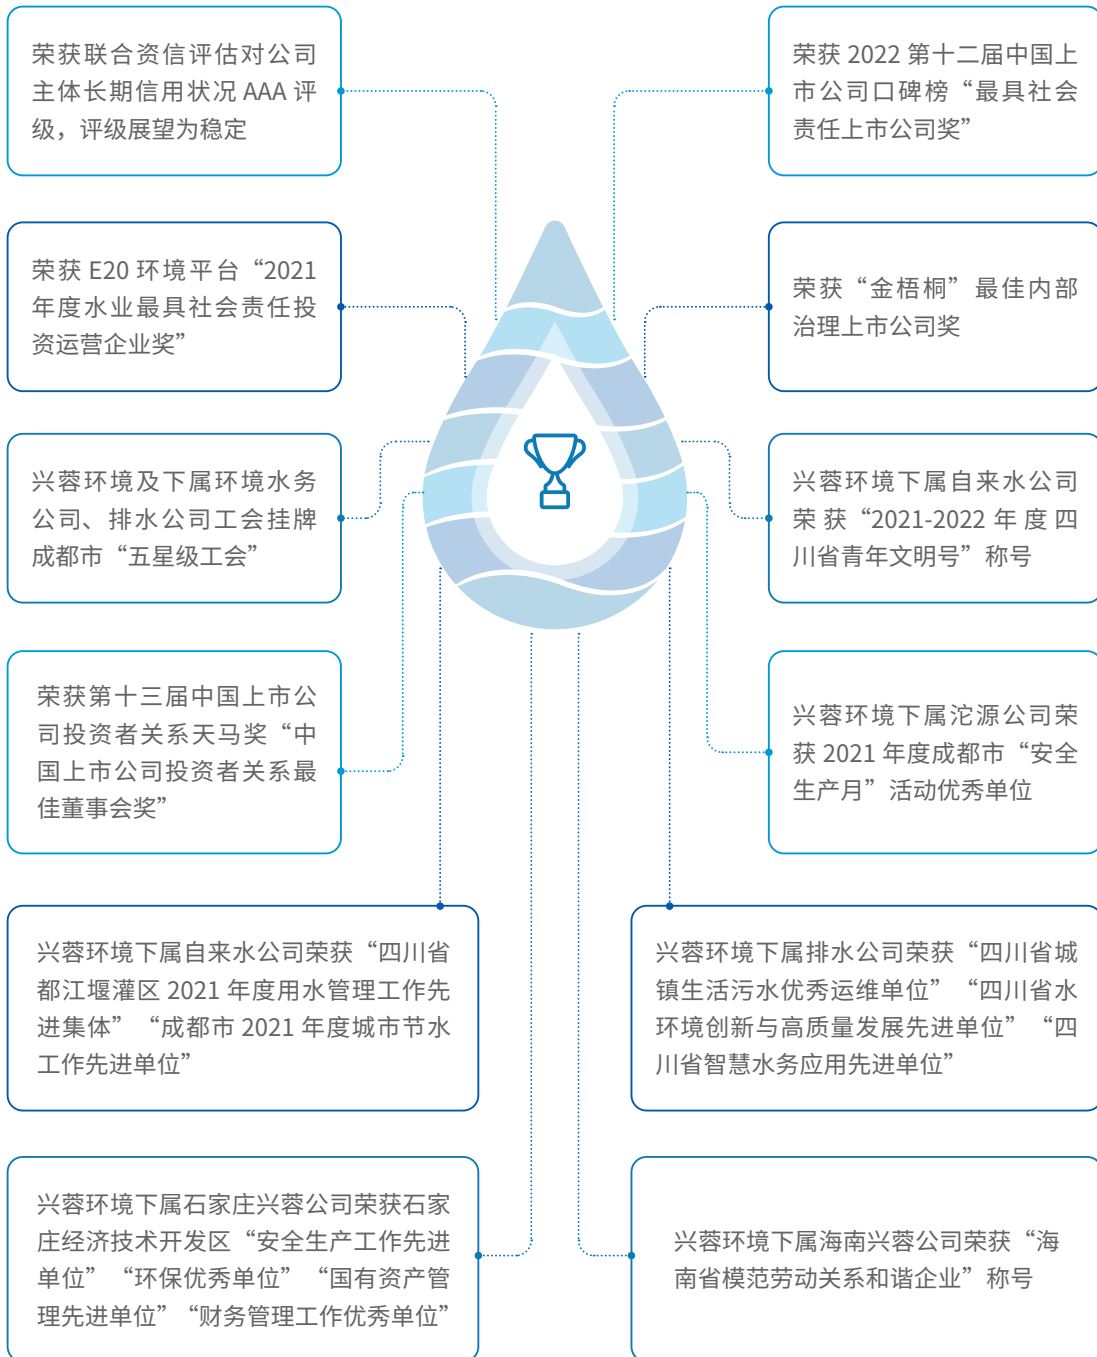 荣获联合资信评估对公司
主体长期信用状况 AAA 评
级，评级展望为稳定
荣获 2022 第十二届中国上
市公司口碑榜“最具社会
责任上市公司奖”
荣获 E20 环境平台“2021
年度水业最具社会责任投
资运营企业奖”
荣获“金梧桐”最佳内部
治理上市公司奖
兴蓉环境及下属环境水务
公司、排水公司工会挂牌
成都市“五星级工会”
兴蓉环境下属自来水公司
荣获“2021-2022 年度四
川省青年文明号”称号
荣获第十三届中国上市公
司投资者关系天马奖“中
国上市公司投资者关系最
佳董事会奖”
兴蓉环境下属沱源公司荣
获 2021 年度成都市“安全
生产月”活动优秀单位
兴蓉环境下属自来水公司荣获“四川省
都江堰灌区 2021 年度用水管理工作先
进集体”“成都市 2021 年度城市节水
工作先进单位”
兴蓉环境下属排水公司荣获“四川省城
镇生活污水优秀运维单位”“四川省水
环境创新与高质量发展先进单位”“四
川省智慧水务应用先进单位”
兴蓉环境下属石家庄兴蓉公司荣获石家
庄经济技术开发区“安全生产工作先进
单位”“环保优秀单位”“国有资产管
理先进单位”“财务管理工作优秀单位”
兴蓉环境下属海南兴蓉公司荣获“海
南省模范劳动关系和谐企业”称号